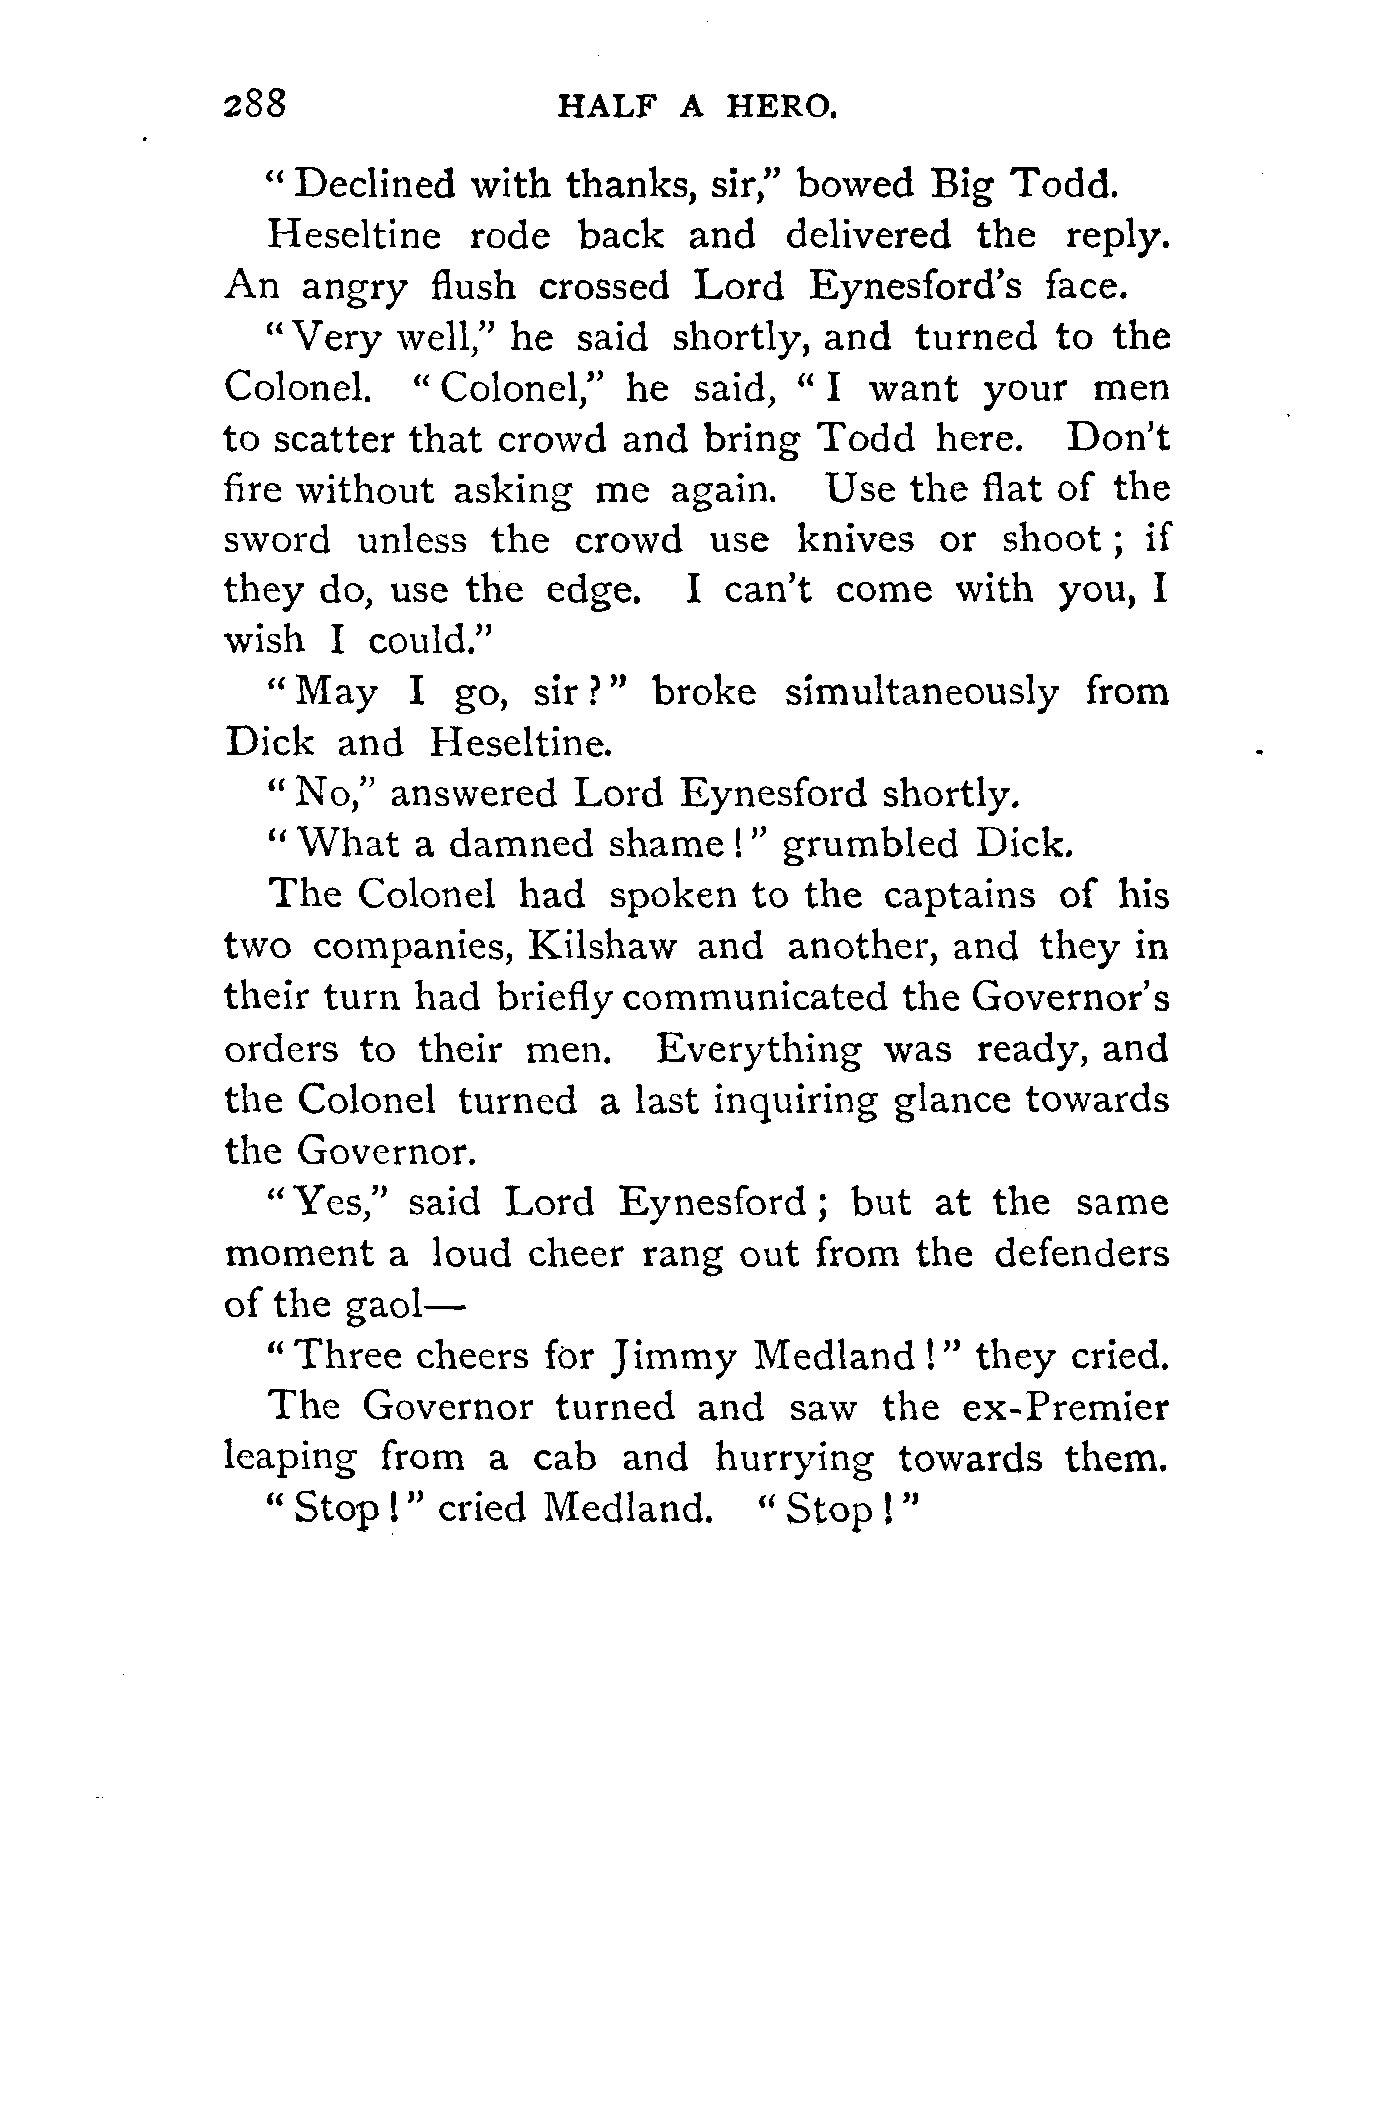 288 HALF A HERO.
“ Declined with thanks, sir,” bowed Big Todd.
Heseltine rode back and delivered the reply.
An angry flush crossed Lord Eynesford's face.
“ Very well,” he said shortly, and turned to the
Colonel. “ Colonel,” he said, “ I want your men
to scatter that crowd and bring Todd here. Don't
fire without asking me again. Use the flat of the
sword unless the crowd use knives or shoot ; if
they do, use the edge. I can't come with you, I
wish I could.”
“ May I go, sir ? ” broke simultaneously from
Dick and Heseltine.
“ No,” answered Lord Eynesford shortly.
“ What a damned shame ! ” grumbled Dick.
The Colonel had spoken to the captains of his
two companies, Kilshaw and another, and they in
their turn had briefly communicated the Governor's
orders to their men. Everything was ready, and
the Colonel turned a last inquiring glance towards
the Governor.
“ Yes,” said Lord Eynesford ; but at the same
moment a loud cheer rang out from the defenders
of the gaol—
“ Three cheers for Jimmy Medland ! ” they cried.
The Governor turned and saw the ex-Premier
leaping from a cab and hurrying towards them.
“ Stop ! ” cried Medland. “ Stop ! ”